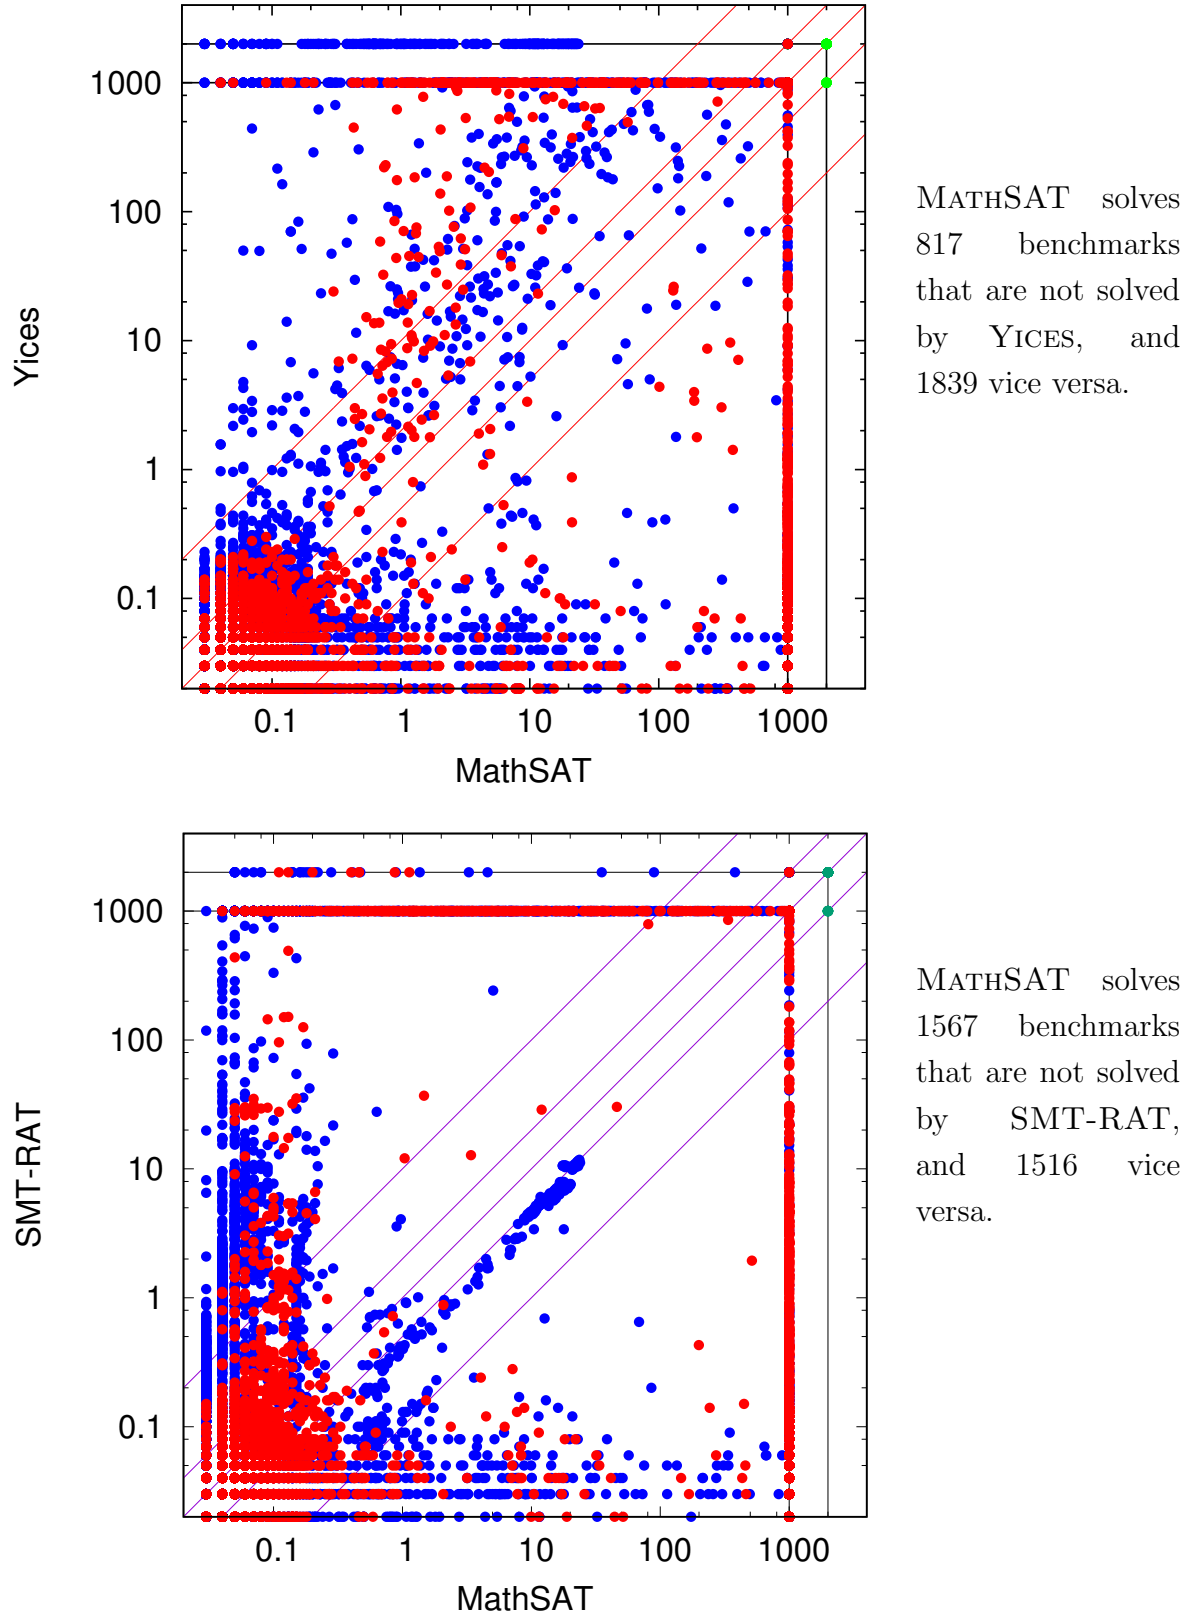 1000
100
10
1
0.1
Yices
0.1 1 10 100 1000
MathSAT
MATHSAT solves
817 benchmarks
that are not solved
by YICES, and
1839 vice versa.
1000
100
10
1
0.1
SMT-RAT
0.1 1 10 100 1000
MathSAT
MATHSAT solves
1567 benchmarks
that are not solved
by SMT-RAT,
and 1516 vice
versa.